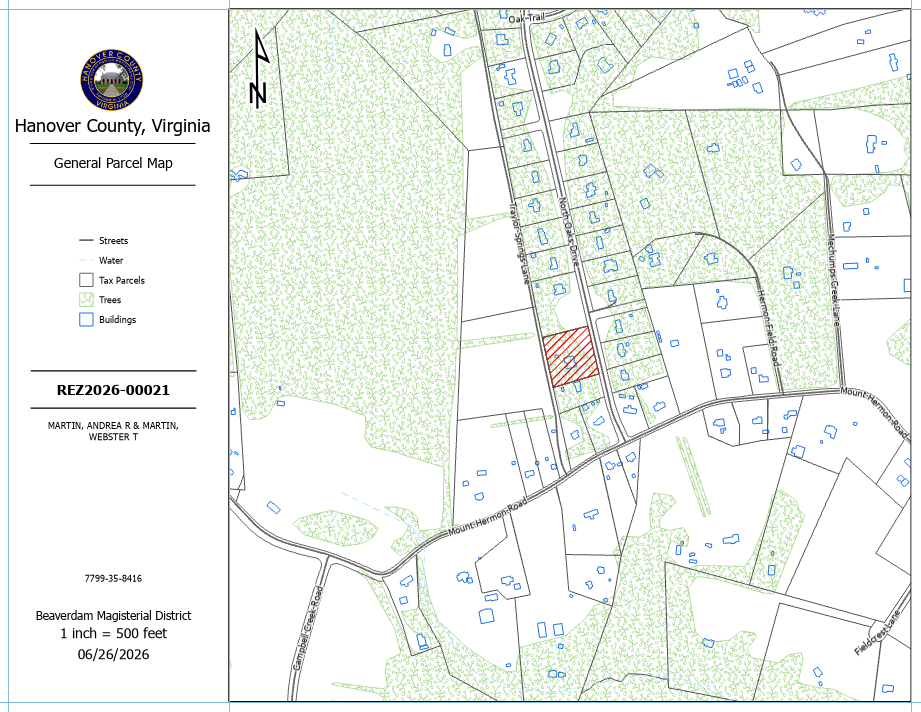 HANOVER COUNTY
VIRGINIA
Hanover County, Virginia
General Parcel Map
Streets
Water
Tax Parcels
Trees
Buildings
REZ2026-00021
MARTIN, ANDREA R & MARTIN,
WEBSTER T
7799-35-8416
Beaverdam Magisterial District
1 inch = 500 feet
06/26/2026
N
Oak Trail
Traylor Springs Lane
North Oaks Drive
Mechumps Creek Lane
Hermon Field Road
Mount Hermon Road
Mount Hermon Road
Campbell Creek Road
Fieldcrest Lane